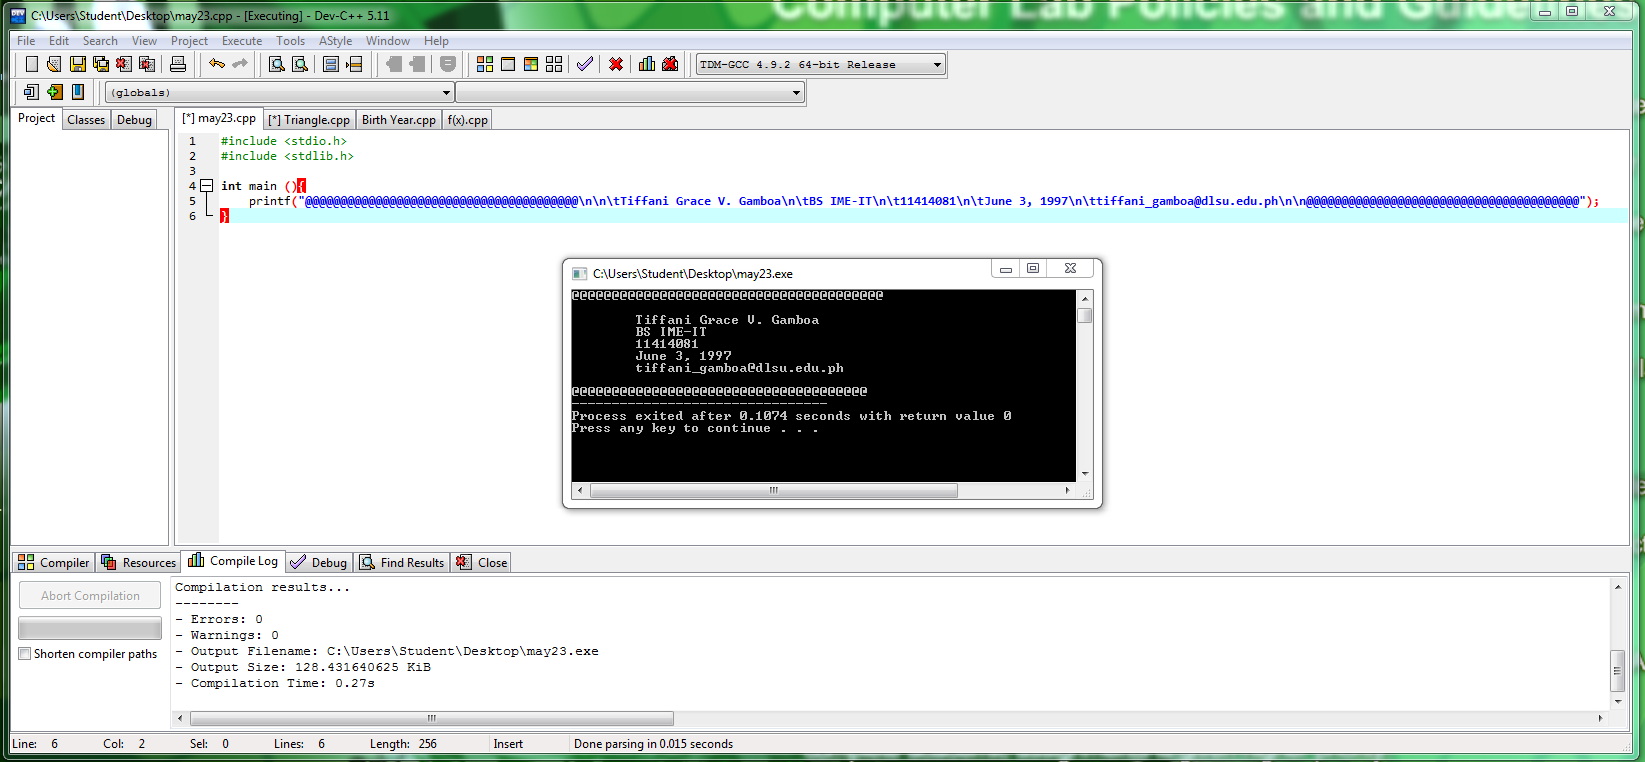 Computer Lab Policies and Guidelines
C:\Users\Student\Desktop\may23.cpp - [Executing] - Dev-C++ 5.11
File Edit Search View Project Execute Tools AStyle Window Help
TDM-GCC 4.9.2 64-bit Release
(globals)
Project Classes Debug
[*] may23.cpp [*] Triangle.cpp Birth Year.cpp f(x).cpp
1 #include <stdio.h>
2 #include <stdlib.h>
3
4 int main (){
5 printf("@@@@@@@@@@@@@@@@@@@@@@@@@@@@@@@@@@@@@@@\n\n\tTiffani Grace V. Gamboa\n\tBS IME-IT\n\t11414081\n\tJune 3, 1997\n\ttiffani_gamboa@dlsu.edu.ph\n\n@@@@@@@@@@@@@@@@@@@@@@@@@@@@@@@@@@@@@@@");
6 }
C:\Users\Student\Desktop\may23.exe
@@@@@@@@@@@@@@@@@@@@@@@@@@@@@@@@@@@@@@@
Tiffani Grace V. Gamboa
BS IME-IT
11414081
June 3, 1997
tiffani_gamboa@dlsu.edu.ph
@@@@@@@@@@@@@@@@@@@@@@@@@@@@@@@@@@@@@
--------------------------------
Process exited after 0.1074 seconds with return value 0
Press any key to continue . . .
Compiler Resources Compile Log Debug Find Results Close
Abort Compilation
Shorten compiler paths
Compilation results...
--------
- Errors: 0
- Warnings: 0
- Output Filename: C:\Users\Student\Desktop\may23.exe
- Output Size: 128.431640625 KiB
- Compilation Time: 0.27s
Line: 6 Col: 2 Sel: 0 Lines: 6 Length: 256 Insert Done parsing in 0.015 seconds